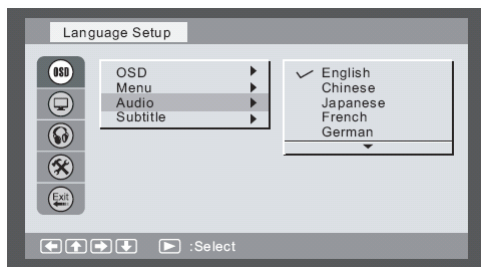 Language Setup
OSD
OSD
Menu
Audio
Subtitle
English
Chinese
Japanese
French
German
Exit
:Select